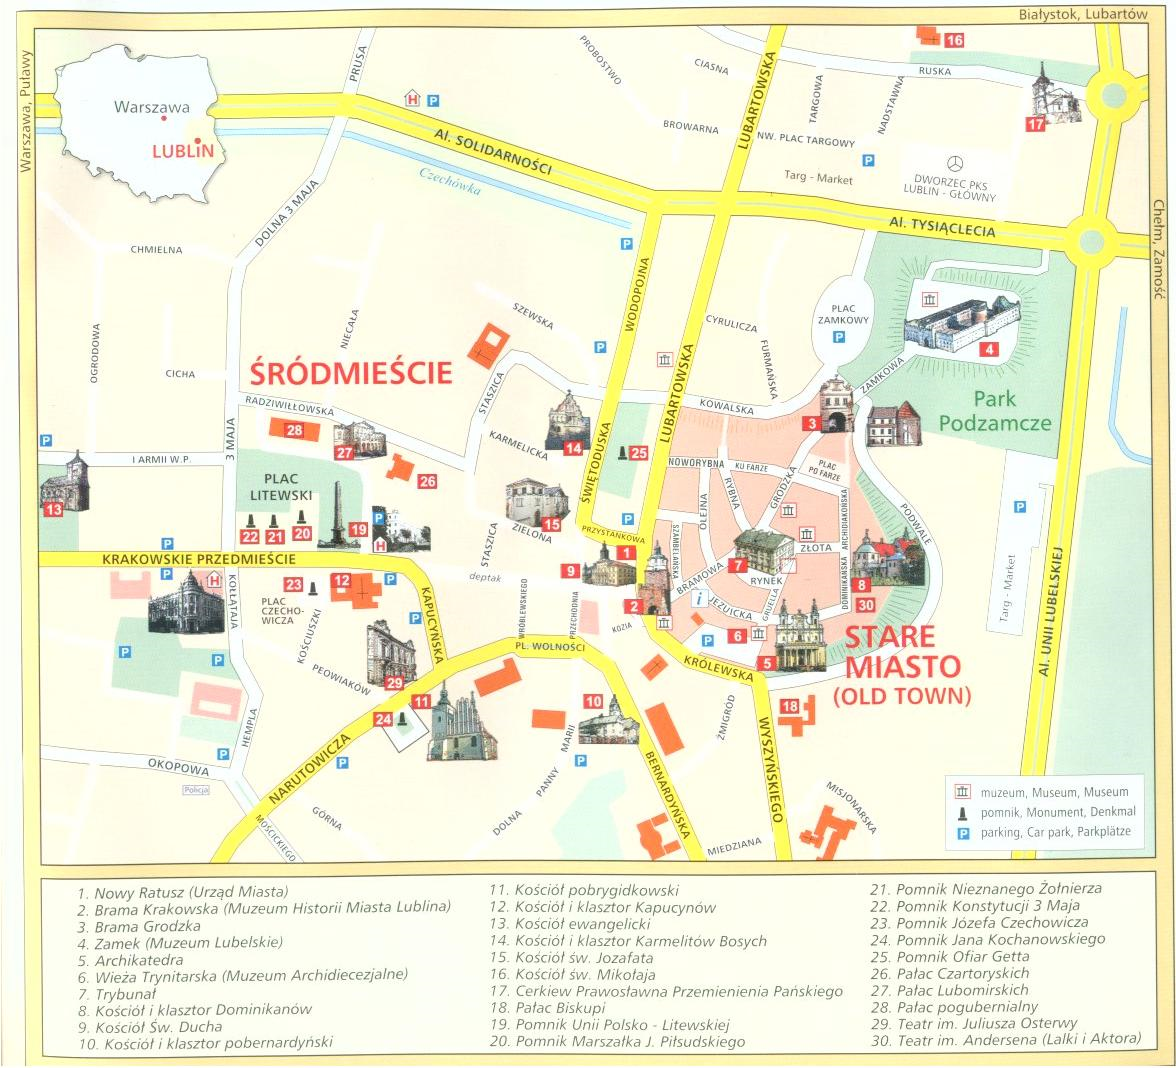 Białystok, Lubartów
Warszawa, Puławy
Chełm, Zamość
Warszawa
LUBLIN
PRUSA
H P
Al. SOLIDARNOŚCI
Czechówka
PROBOSTWO
CIASNA
BROWARNA
LUBARTOWSKA
TARGOWA
NADSTAWNA
RUSKA
16
17
NW. PLAC TARGOWY
P
Targ - Market
DWORZEC PKS
LUBLIN - GŁÓWNY
Al. TYSIĄCLECIA
DOLNA 3 MAJA
CHMIELNA
P
WODOPOJNA
PLAC
ZAMKOWY
P
4
OGRODOWA
CICHA
NIECAŁA
SZEWSKA
P
CYRULICZA
FURMAŃSKA
ZAMKOWA
Park
Podzamcze
ŚRÓDMIEŚCIE
STASZICA
RADZIWIŁŁOWSKA
LUBARTOWSKA
KOWALSKA
3
28
27
26
KARMELICKA
14
ŚWIĘTODUSKA
25
P
I ARMII W.P.
3 MAJA
PLAC
LITEWSKI
13
22 21 20
19
P
H
15
ZIELONA
STASZICA
P
PRZYSTANKOWA
NOWORYBNA
KU FARZE
PLAC
PO FARZE
RYBNA
OLEJNA
GRODZKA
SZAMBELAŃSKA
ARCHIDIAKOŃSKA
PODWALE
P
Targ - Market
Al. UNII LUBELSKIEJ
P
KRAKOWSKIE PRZEDMIEŚCIE
P
H
deptak
9
1
2
BRAMOWA
7
RYNEK
ZŁOTA
DOMINIKAŃSKA
8
30
KOŁŁĄTAJA
23
PLAC
CZECHO-
WICZA
12
KOŚCIUSZKI
P
KAPUCYŃSKA
WRÓBLEWSKIEGO
PRZECHODNIA
KOZIA
i
JEZUICKA
GRUELLA
6
P
5
STARE
MIASTO
(OLD TOWN)
P
P
PEOWIAKÓW
29
11
24
PL. WOLNOŚCI
KRÓLEWSKA
10
18
ŻMIGRÓD
WYSZYŃSKIEGO
HEMPLA
P
OKOPOWA
Policja
NARUTOWICZA
P
MOŚCICKIEGO
GÓRNA
DOLNA PANNY MARII
P
BERNARDYŃSKA
MIEDZIANA
MISJONARSKA
muzeum, Museum, Museum
pomnik, Monument, Denkmal
P parking, Car park, Parkplätze
1. Nowy Ratusz (Urząd Miasta)
2. Brama Krakowska (Muzeum Historii Miasta Lublina)
3. Brama Grodzka
4. Zamek (Muzeum Lubelskie)
5. Archikatedra
6. Wieża Trynitarska (Muzeum Archidiecezjalne)
7. Trybunał
8. Kościół i klasztor Dominikanów
9. Kościół Św. Ducha
10. Kościół i klasztor pobernardyński
11. Kościół pobrygidkowski
12. Kościół i klasztor Kapucynów
13. Kościół ewangelicki
14. Kościół i klasztor Karmelitów Bosych
15. Kościół św. Jozafata
16. Kościół św. Mikołaja
17. Cerkiew Prawosławna Przemienienia Pańskiego
18. Pałac Biskupi
19. Pomnik Unii Polsko - Litewskiej
20. Pomnik Marszałka J. Piłsudskiego
21. Pomnik Nieznanego Żołnierza
22. Pomnik Konstytucji 3 Maja
23. Pomnik Józefa Czechowicza
24. Pomnik Jana Kochanowskiego
25. Pomnik Ofiar Getta
26. Pałac Czartoryskich
27. Pałac Lubomirskich
28. Pałac pogubernialny
29. Teatr im. Juliusza Osterwy
30. Teatr im. Andersena (Lalki i Aktora)